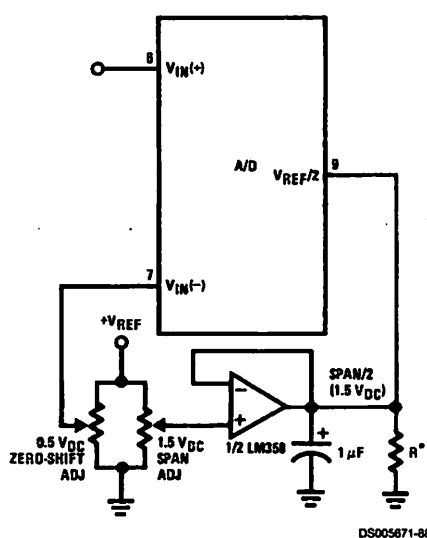 6
VIN(+)
A/D
9
VREF/2
7
VIN(−)
+VREF
SPAN/2
(1.5 VDC)
−
+
0.5 VDC
ZERO-SHIFT
ADJ
1.5 VDC
SPAN
ADJ
1/2 LM358
+
1 µF
R*
DS005671-88